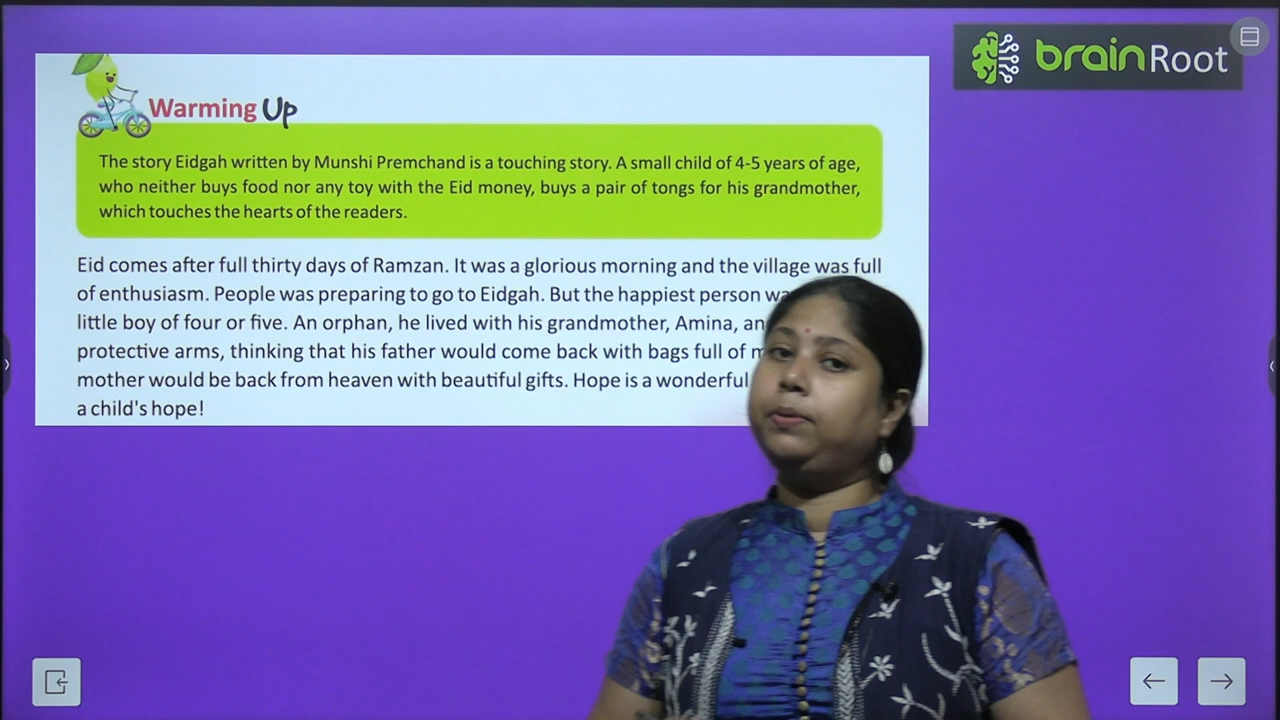 brainRoot
Warming Up
The story Eidgah written by Munshi Premchand is a touching story. A small child of 4-5 years of age,
who neither buys food nor any toy with the Eid money, buys a pair of tongs for his grandmother,
which touches the hearts of the readers.
Eid comes after full thirty days of Ramzan. It was a glorious morning and the village was full
of enthusiasm. People was preparing to go to Eidgah. But the happiest person
little boy of four or five. An orphan, he lived with his grandmother, Amina,
protective arms, thinking that his father would come back with bags full of
mother would be back from heaven with beautiful gifts. Hope is a wonderful
a child's hope!